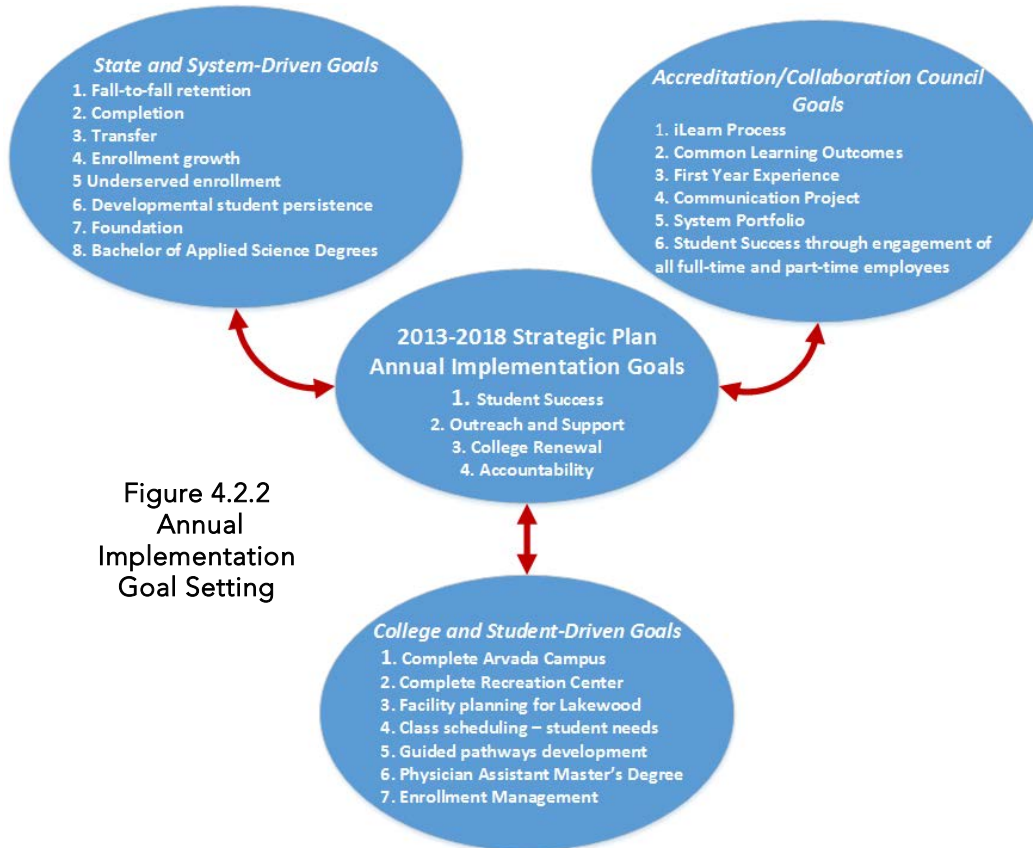 State and System-Driven Goals
1. Fall-to-fall retention
2. Completion
3. Transfer
4. Enrollment growth
5 Underserved enrollment
6. Developmental student persistence
7. Foundation
8. Bachelor of Applied Science Degrees
Accreditation/Collaboration Council
Goals
1. iLearn Process
2. Common Learning Outcomes
3. First Year Experience
4. Communication Project
5. System Portfolio
6. Student Success through engagement of
all full-time and part-time employees
2013-2018 Strategic Plan
Annual Implementation Goals
1. Student Success
2. Outreach and Support
3. College Renewal
4. Accountability
Figure 4.2.2
Annual
Implementation
Goal Setting
College and Student-Driven Goals
1. Complete Arvada Campus
2. Complete Recreation Center
3. Facility planning for Lakewood
4. Class scheduling – student needs
5. Guided pathways development
6. Physician Assistant Master's Degree
7. Enrollment Management